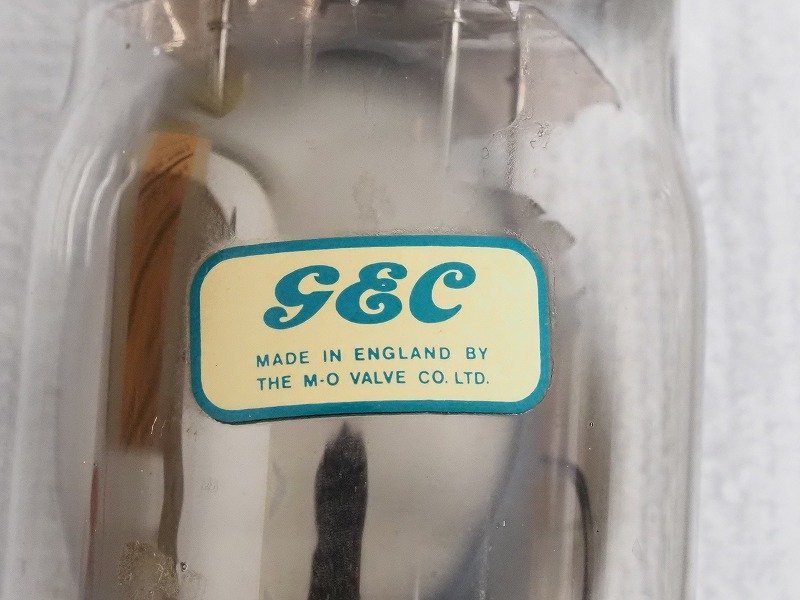 GEC
MADE IN ENGLAND BY
THE M-O VALVE CO. LTD.